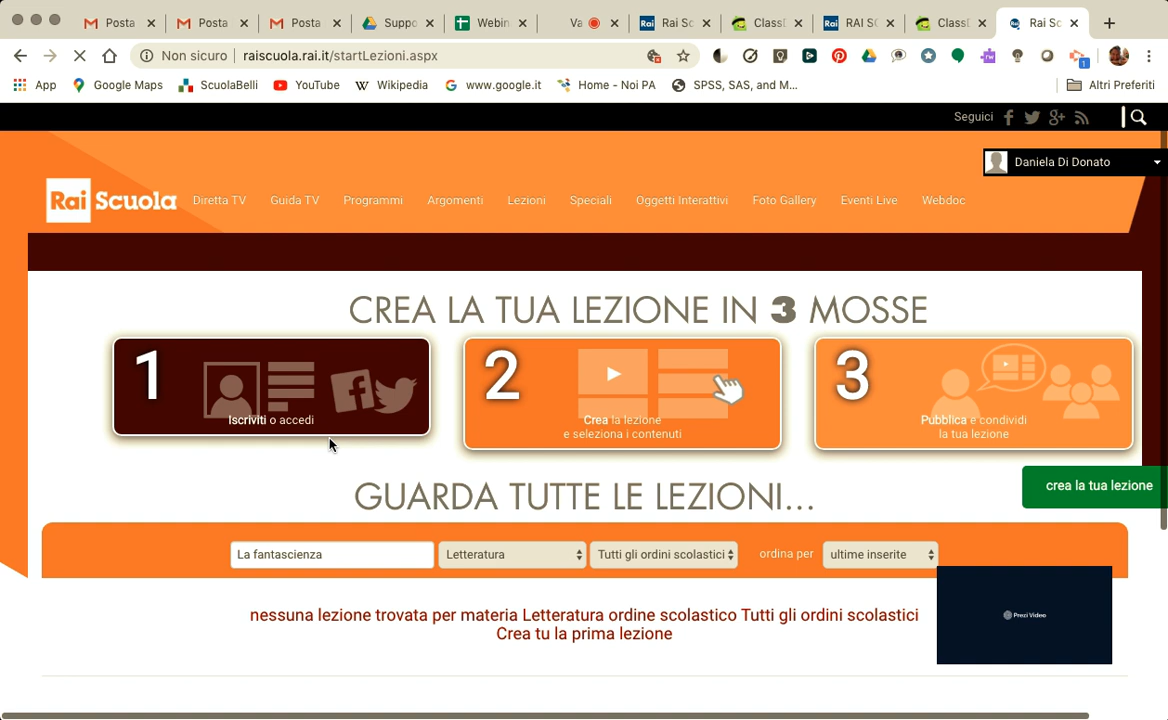 Posta
Posta
Posta
Suppo
Webin
Va
Rai Sc
ClassD
RAI SC
ClassD
Rai Sc
Non sicuro
raiscuola.rai.it/startLezioni.aspx
App
Google Maps
ScuolaBelli
YouTube
Wikipedia
www.google.it
Home - Noi PA
SPSS, SAS, and M...
Altri Preferiti
Seguici
Daniela Di Donato
Rai Scuola
Diretta TV
Guida TV
Programmi
Argomenti
Lezioni
Speciali
Oggetti Interattivi
Foto Gallery
Eventi Live
Webdoc
CREA LA TUA LEZIONE IN 3 MOSSE
1
Iscriviti o accedi
2
Crea la lezione
e seleziona i contenuti
3
Pubblica e condividi
la tua lezione
crea la tua lezione
GUARDA TUTTE LE LEZIONI...
La fantascienza
Letteratura
Tutti gli ordini scolastici
ordina per
ultime inserite
nessuna lezione trovata per materia Letteratura ordine scolastico Tutti gli ordini scolastici
Crea tu la prima lezione
Prezi Video